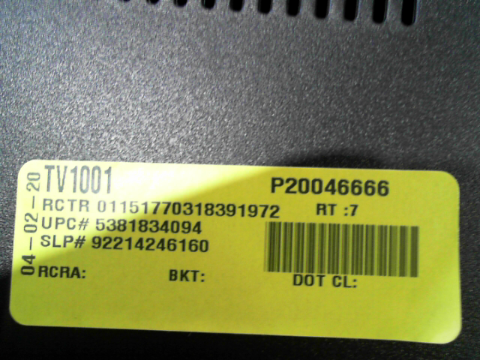 04-02-20
TV1001
P20046666
RCTR 01151770318391972
RT :7
UPC# 5381834094
SLP# 92214246160
RCRA:
BKT:
DOT CL: